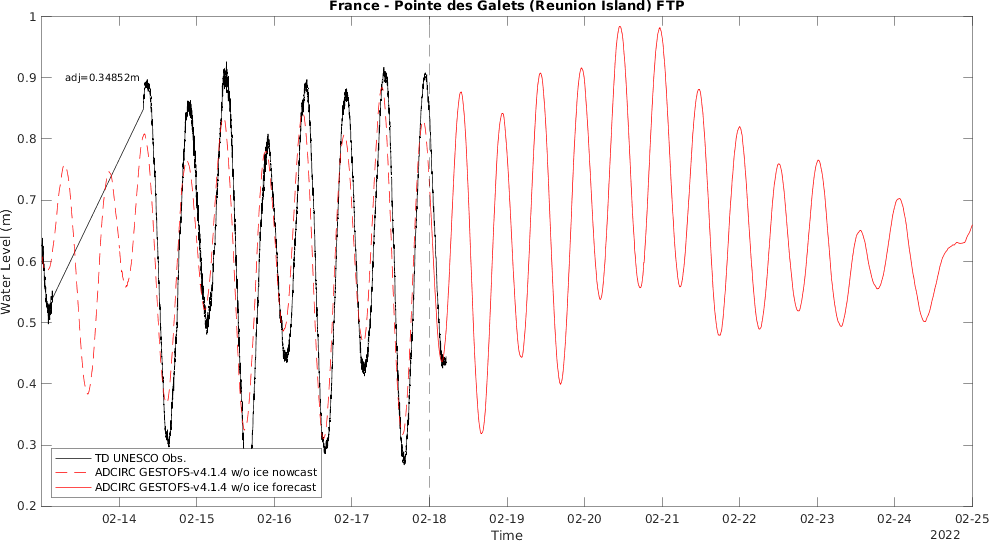 France - Pointe des Galets (Reunion Island) FTP
1
0.9
0.8
0.7
0.6
0.5
0.4
0.3
0.2
Water Level (m)
adj=0.34852m
TD UNESCO Obs.
ADCIRC GESTOFS-v4.1.4 w/o ice nowcast
ADCIRC GESTOFS-v4.1.4 w/o ice forecast
02-14 02-15 02-16 02-17 02-18 02-19 02-20 02-21 02-22 02-23 02-24 02-25
Time
2022